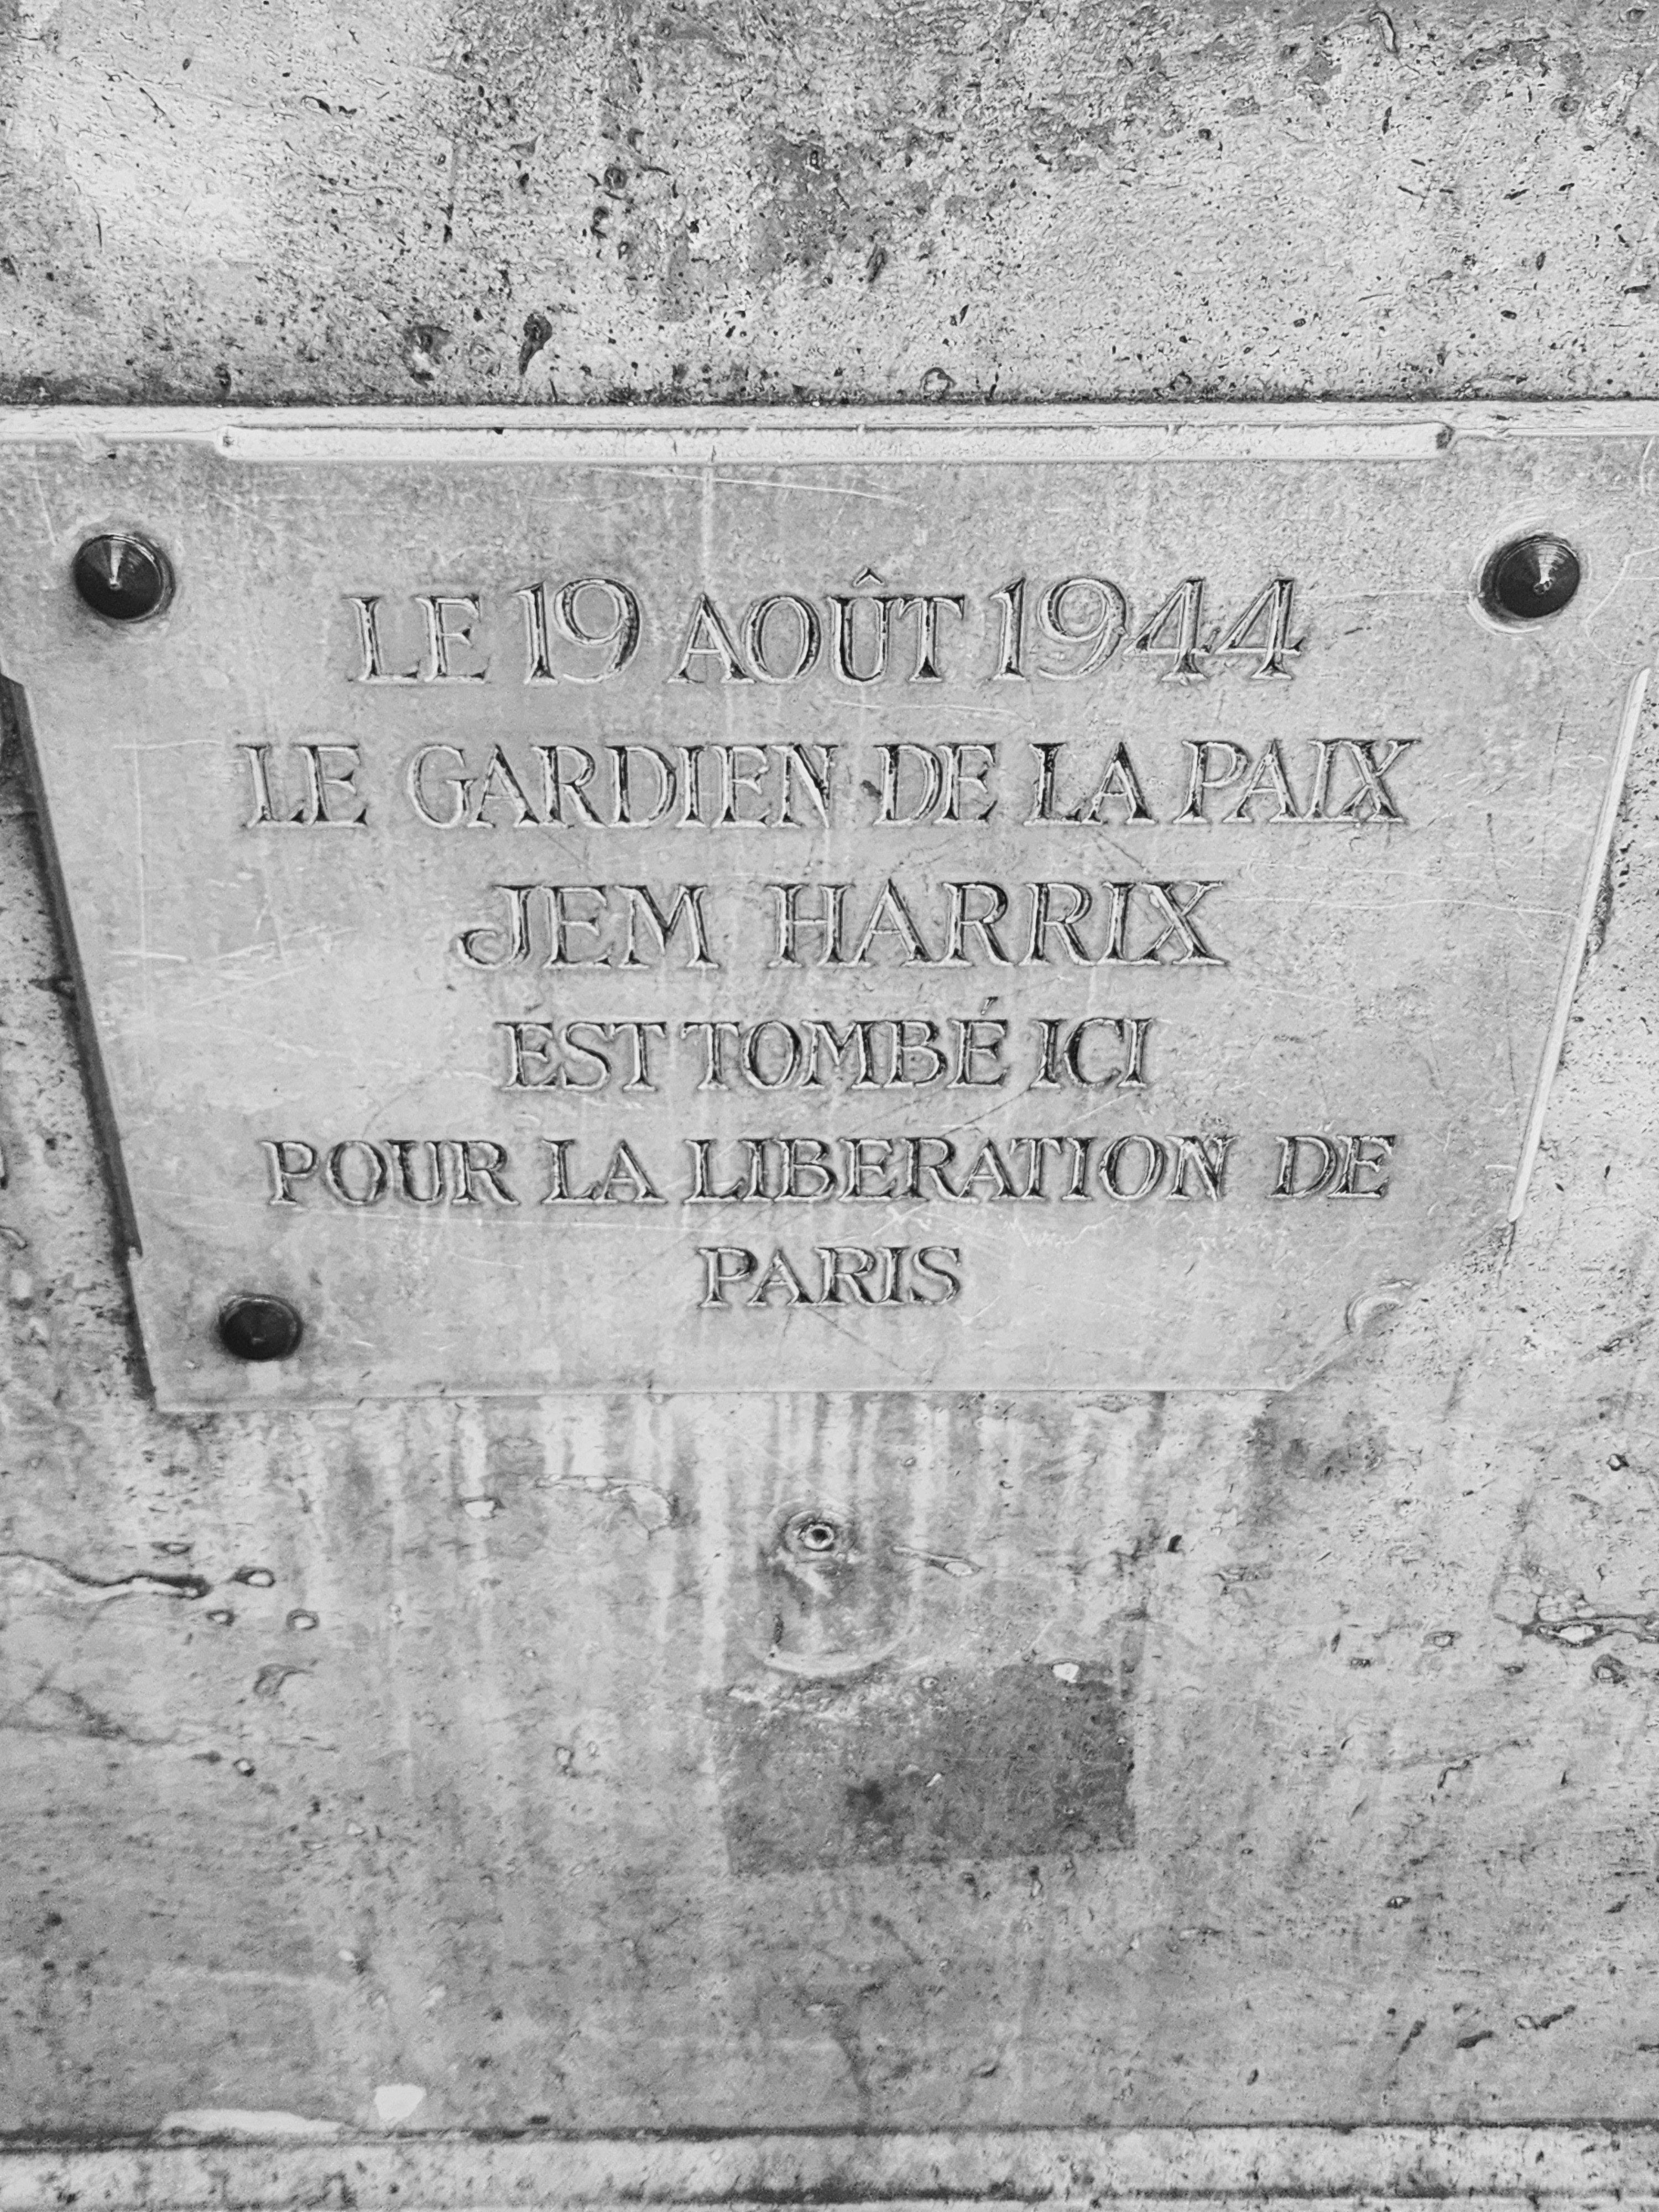 LE 19 AOÛT 1944
LE GARDIEN DE LA PAIX
JEM HARRIX
EST TOMBÉ ICI
POUR LA LIBERATION DE
PARIS